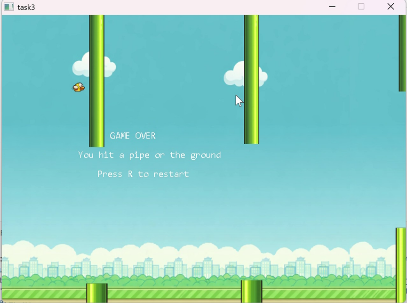 task3
GAME OVER
You hit a pipe or the ground
Press R to restart